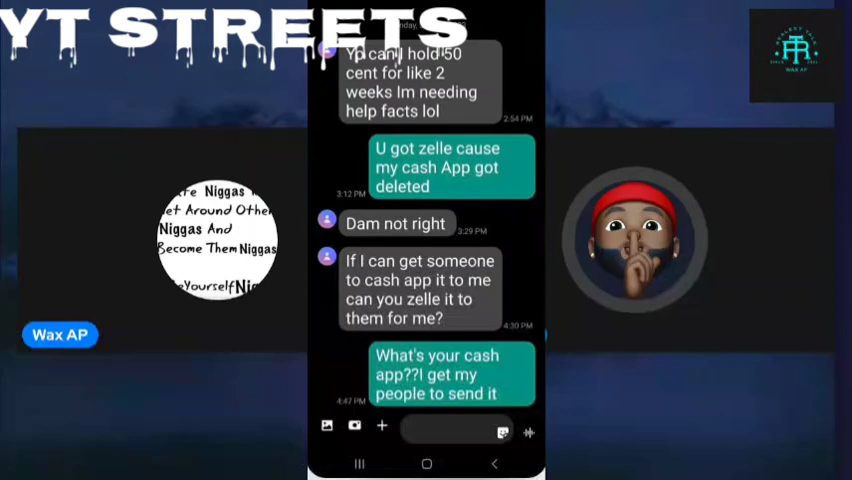 YT STREETS
Yo can I hold 50
cent for like 2
weeks Im needing
help facts lol
2:54 PM
U got zelle cause
my cash App got
deleted
3:12 PM
Dam not right
3:29 PM
If I can get someone
to cash app it to me
can you zelle it to
them for me?
4:30 PM
What's your cash
app??I get my
people to send it
4:47 PM
Niggas
Around Other
Niggas And
Become Them Niggas
Wax AP
WAX AP